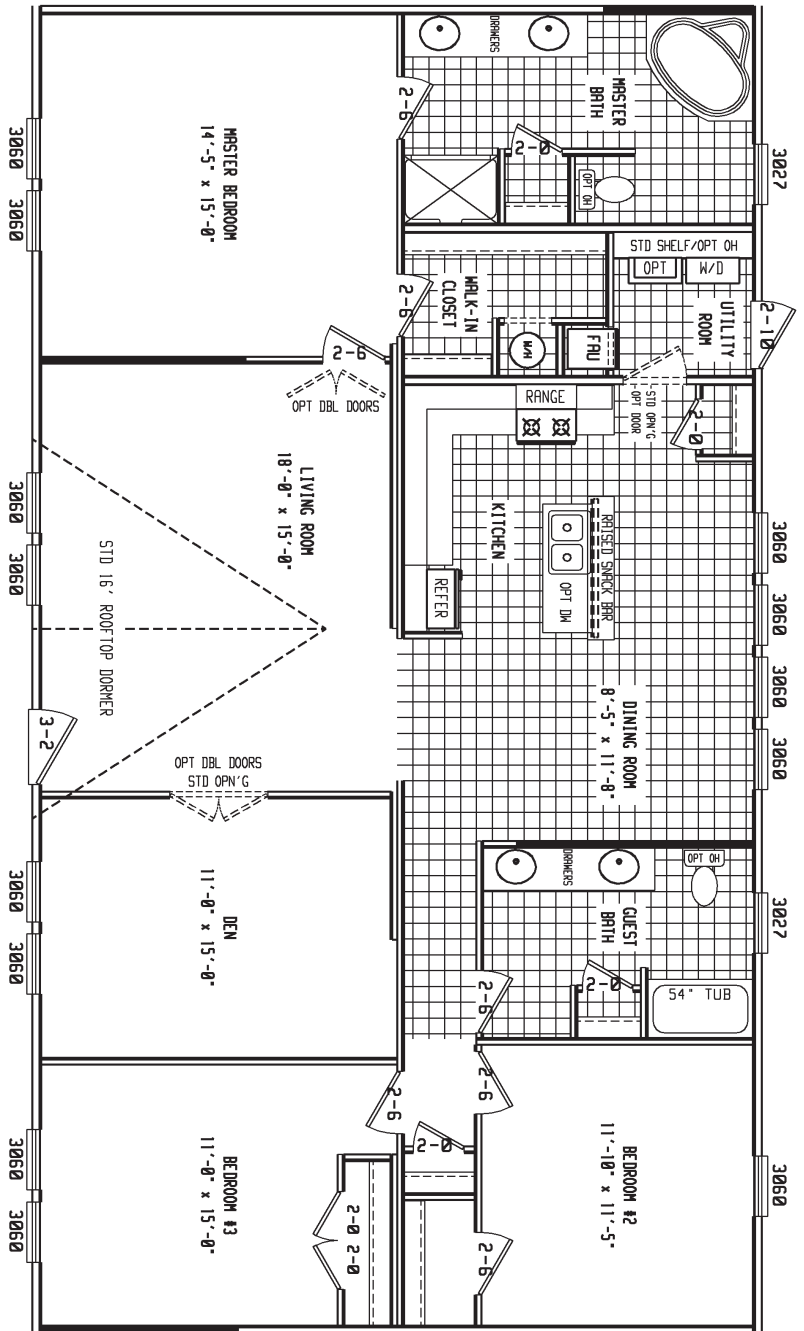 DRAWERS
MASTER
BATH
2-6
2-0
OPT OH
3027
3060
3060
MASTER BEDROOM
14'-5" x 15'-0"
STD SHELF/OPT OH
OPT
W/D
UTILITY
ROOM
2-10
WALK-IN
CLOSET
2-6
W/H
FAU
2-6
OPT DBL DOORS
RANGE
STD OPN'G
OPT DOOR
2-0
LIVING ROOM
18'-0" x 15'-0"
3060
3060
STD 16' ROOFTOP DORMER
3-2
KITCHEN
RAISED SNACK BAR
OPT DW
REFER
3060
3060
3060
3060
DINING ROOM
8'-5" x 11'-8"
OPT DBL DOORS
STD OPN'G
DEN
11'-0" x 15'-0"
3060
3060
DRAWERS
OPT OH
GUEST
BATH
3027
2-0
54" TUB
2-6
2-6
2-6
2-0
BEDROOM #2
11'-10" x 11'-5"
3060
2-6
BEDROOM #3
11'-0" x 15'-0"
2-0 2-0
3060
3060